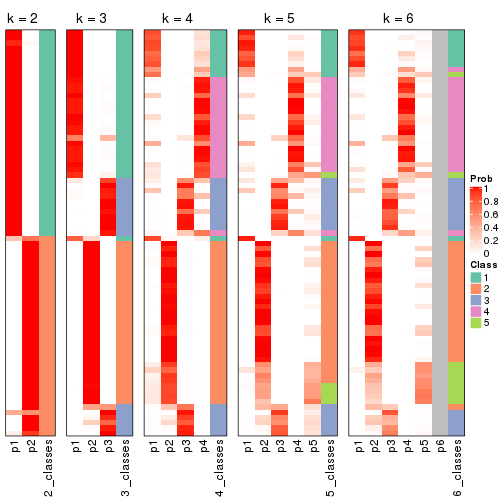 k = 2 k = 3 k = 4 k = 5 k = 6
Prob
1
0.8
0.6
0.4
0.2
0
Class
1
2
3
4
5
p1 p2 2_classes p1 p2 p3 3_classes p1 p2 p3 p4 4_classes p1 p2 p3 p4 p5 5_classes p1 p2 p3 p4 p5 p6 6_classes